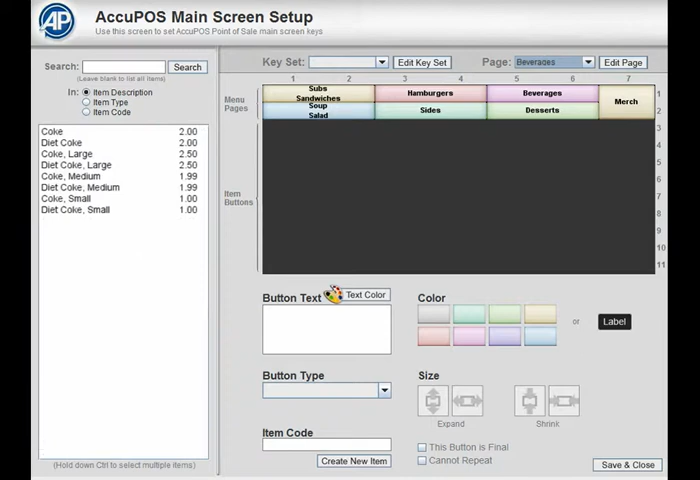 AP
AccuPOS Main Screen Setup
Use this screen to set AccuPOS Point of Sale main screen keys
Search:
Search
(Leave blank to list all items)
In:
Item Description
Item Type
Item Code
Coke 2.00
Diet Coke 2.00
Coke, Large 2.50
Diet Coke, Large 2.50
Coke, Medium 1.99
Diet Coke, Medium 1.99
Coke, Small 1.00
Diet Coke, Small 1.00
(Hold down Ctrl to select multiple items)
Key Set:
Edit Key Set
Page:
Beverages
Edit Page
1 2 3 4 5 6 7
Menu
Pages
Subs
Sandwiches
Hamburgers
Beverages
Merch
Soup
Salad
Sides
Desserts
Item
Buttons
1
2
3
4
5
6
7
8
9
10
11
Button Text
Text Color
Color
or
Label
Button Type
Size
Expand
Shrink
Item Code
Create New Item
This Button is Final
Cannot Repeat
Save & Close